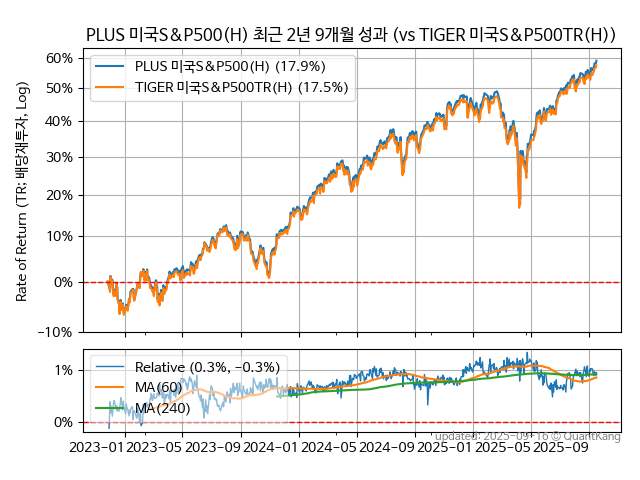 PLUS 미국S&P500(H) 최근 2년 9개월 성과 (vs TIGER 미국S&P500TR(H))
60%
50%
40%
30%
20%
10%
0%
-10%
Rate of Return (TR: 배당재투자, Log)
PLUS 미국S&P500(H) (17.9%)
TIGER 미국S&P500TR(H) (17.5%)
1%
0%
Relative (0.3%, -0.3%)
MA(60)
MA(240)
updated: 2025-09-16 © QuantKang
2023-01 2023-05 2023-09 2024-01 2024-05 2024-09 2025-01 2025-05 2025-09